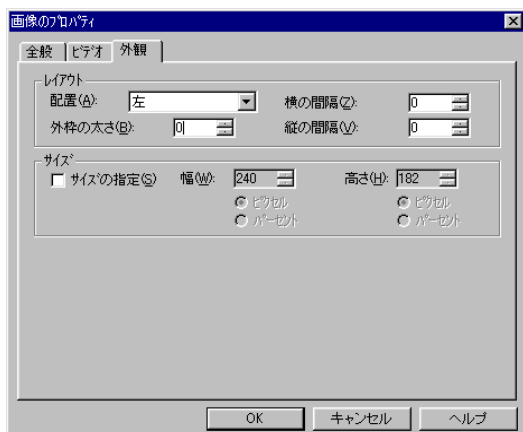 画像のプロパティ
全般 ビデオ 外観
レイアウト
配置(A): 左 横の間隔(Z): 0
外枠の太さ(B): 0 縦の間隔(V): 0
サイズ
サイズの指定(S) 幅(W): 240 高さ(H): 182
ピクセル ピクセル
パーセント パーセント
OK キャンセル ヘルプ